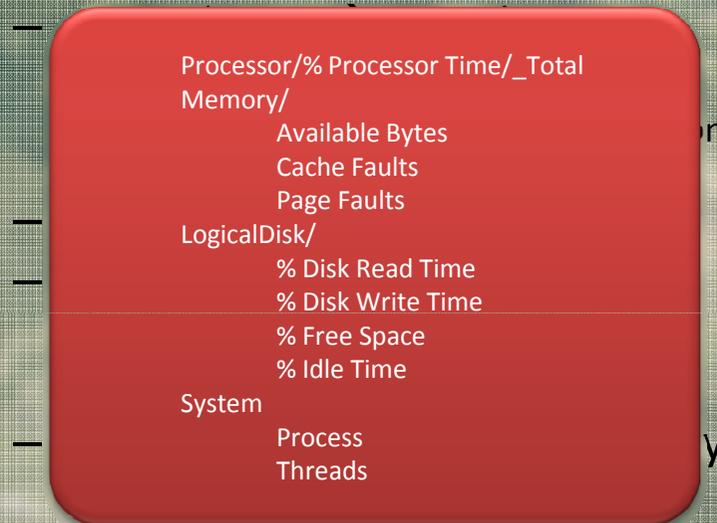 Processor/% Processor Time/_Total
Memory/
Available Bytes
Cache Faults
Page Faults
LogicalDisk/
% Disk Read Time
% Disk Write Time
% Free Space
% Idle Time
System
Process
Threads